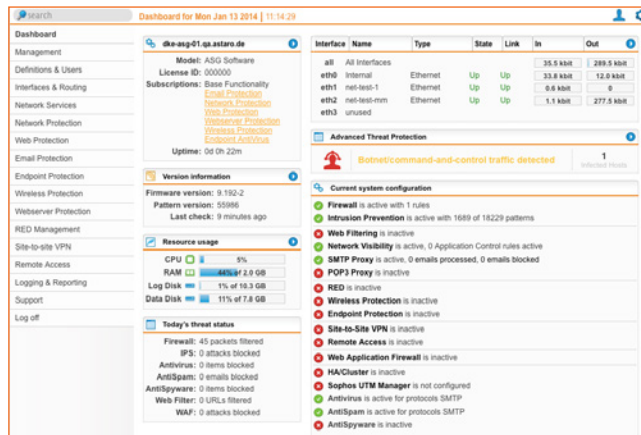 search
Dashboard for Mon Jan 13 2014 | 11:14:29
Dashboard
Management
Definitions & Users
Interfaces & Routing
Network Services
Network Protection
Web Protection
Email Protection
Endpoint Protection
Wireless Protection
Webserver Protection
RED Management
Site-to-site VPN
Remote Access
Logging & Reporting
Support
Log off
dke-asg-01.qa.astaro.de
Model: ASG Software
License ID: 000000
Subscriptions: Base Functionality
Email Protection
Network Protection
Web Protection
Webserver Protection
Wireless Protection
Endpoint AntiVirus
Uptime: 0d 0h 22m
Version information
Firmware version: 9.192-2
Pattern version: 55986
Last check: 9 minutes ago
Resource usage
CPU 5%
RAM 44% of 2.0 GB
Log Disk 1% of 10.3 GB
Data Disk 11% of 7.8 GB
Today's threat status
Firewall: 45 packets filtered
IPS: 0 attacks blocked
Antivirus: 0 items blocked
AntiSpam: 0 emails blocked
AntiSpyware: 0 items blocked
Web Filter: 0 URLs filtered
WAF: 0 attacks blocked
Interface Name Type State Link In Out
all All Interfaces 35.5 kbit 289.5 kbit
eth0 Internal Ethernet Up Up 33.8 kbit 12.0 kbit
eth1 net-test-1 Ethernet Up Up 0.6 kbit 0
eth2 net-test-mm Ethernet Up Up 1.1 kbit 277.5 kbit
eth3 unused
Advanced Threat Protection
Botnet/command-and-control traffic detected
1
Infected Hosts
Current system configuration
Firewall is active with 1 rules
Intrusion Prevention is active with 1689 of 18229 patterns
Web Filtering is inactive
Network Visibility is active, 0 Application Control rules active
SMTP Proxy is active, 0 emails processed, 0 emails blocked
POP3 Proxy is inactive
RED is inactive
Wireless Protection is inactive
Endpoint Protection is inactive
Site-to-Site VPN is inactive
Remote Access is inactive
Web Application Firewall is inactive
HA/Cluster is inactive
Sophos UTM Manager is not configured
Antivirus is active for protocols SMTP
AntiSpam is active for protocols SMTP
AntiSpyware is inactive